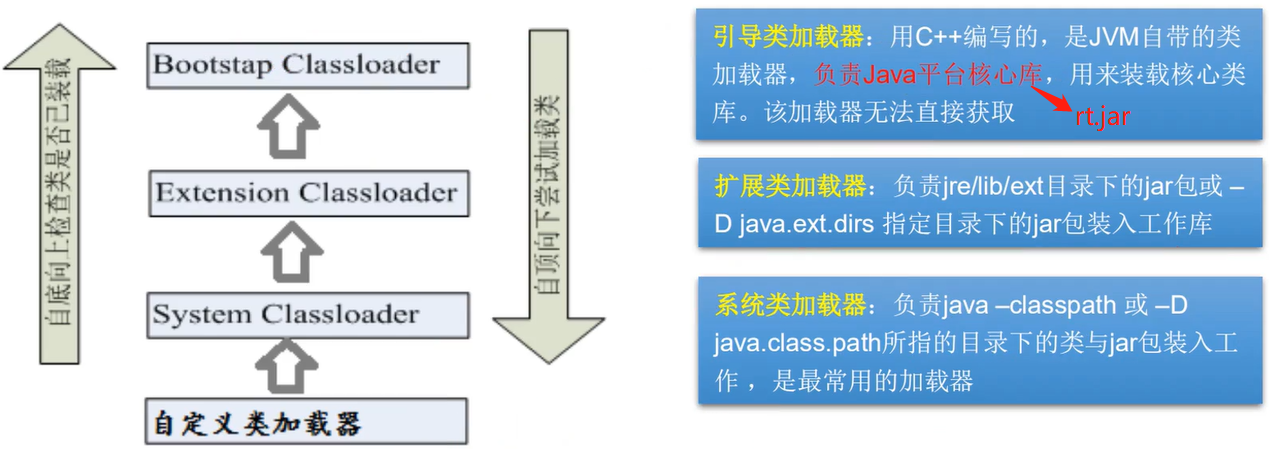 自底向上检查类是否已装载
Bootstap Classloader
Extension Classloader
System Classloader
自定义类加载器
自顶向下尝试加载类
引导类加载器：用C++编写的，是JVM自带的类
加载器，负责Java平台核心库，用来装载核心类
库。该加载器无法直接获取
rt.jar
扩展类加载器：负责jre/lib/ext目录下的jar包或 –
D java.ext.dirs 指定目录下的jar包装入工作库
系统类加载器：负责java –classpath 或 –D
java.class.path所指的目录下的类与jar包装入工
作 ，是最常用的加载器